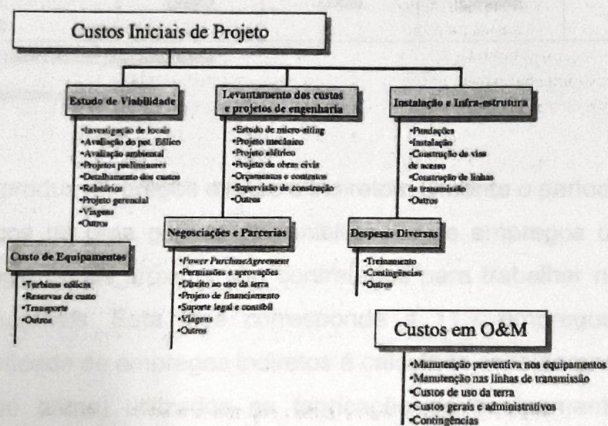 Custos Iniciais de Projeto
Estudo de Viabilidade
•Investigação de locais
•Avaliação do pot. Eólico
•Avaliação ambiental
•Projetos preliminares
•Detalhamento dos custos
•Relatório
•Projeto gerencial
•Viagens
•Outros
Levantamento dos custos
e projetos de engenharia
•Estudo de micro-siting
•Projeto mecânico
•Projeto elétrico
•Projeto de obras civis
•Orçamentos e contratos
•Supervisão e construção
•Outros
Instalação e Infra-estrutura
•Fundações
•Instalação
•Construção de vias
de acesso
•Construção de linhas
de transmissão
•Outros
Custo de Equipamentos
•Turbinas eólicas
•Reservas de custo
•Transporte
•Outros
Negociações e Parcerias
•Power PurchaseAgreement
•Permissões e aprovações
•Direito ao uso da terra
•Projeto de financiamento
•Suporte legal e contábil
•Viagens
•Outros
Despesas Diversas
•Treinamento
•Contingências
•Outros
Custos em O&M
•Manutenção preventiva nos equipamentos
•Manutenção nas linhas de transmissão
•Custos de uso da terra
•Custos gerais e administrativos
•Contingências